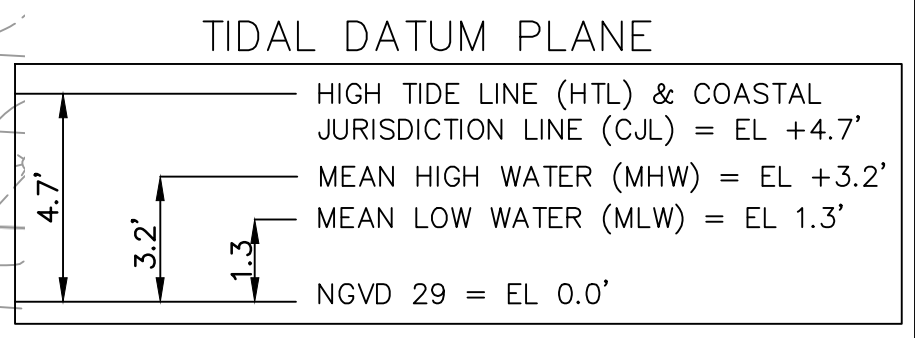 TIDAL DATUM PLANE
HIGH TIDE LINE (HTL) & COASTAL
JURISDICTION LINE (CJL) = EL +4.7'
MEAN HIGH WATER (MHW) = EL +3.2'
MEAN LOW WATER (MLW) = EL 1.3'
NGVD 29 = EL 0.0'
4.7'
3.2'
1.3